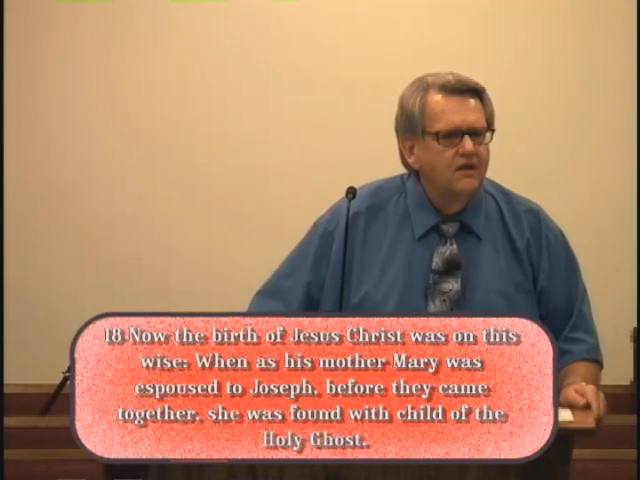 18 Now the birth of Jesus Christ was on this
wise: When as his mother Mary was
espoused to Joseph, before they came
together, she was found with child of the
Holy Ghost.